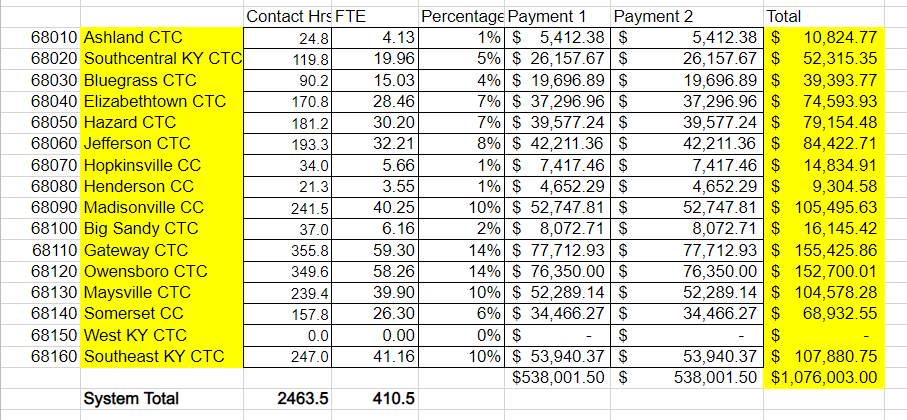 Contact Hrs FTE Percentage Payment 1 Payment 2 Total
68010 Ashland CTC 24.8 4.13 1% $ 5,412.38 $ 5,412.38 $ 10,824.77
68020 Southcentral KY CTC 119.8 19.96 5% $ 26,157.67 $ 26,157.67 $ 52,315.35
68030 Bluegrass CTC 90.2 15.03 4% $ 19,696.89 $ 19,696.89 $ 39,393.77
68040 Elizabethtown CTC 170.8 28.46 7% $ 37,296.96 $ 37,296.96 $ 74,593.93
68050 Hazard CTC 181.2 30.20 7% $ 39,577.24 $ 39,577.24 $ 79,154.48
68060 Jefferson CTC 193.3 32.21 8% $ 42,211.36 $ 42,211.36 $ 84,422.71
68070 Hopkinsville CC 34.0 5.66 1% $ 7,417.46 $ 7,417.46 $ 14,834.91
68080 Henderson CC 21.3 3.55 1% $ 4,652.29 $ 4,652.29 $ 9,304.58
68090 Madisonville CC 241.5 40.25 10% $ 52,747.81 $ 52,747.81 $ 105,495.63
68100 Big Sandy CTC 37.0 6.16 2% $ 8,072.71 $ 8,072.71 $ 16,145.42
68110 Gateway CTC 355.8 59.30 14% $ 77,712.93 $ 77,712.93 $ 155,425.86
68120 Owensboro CTC 349.6 58.26 14% $ 76,350.00 $ 76,350.00 $ 152,700.01
68130 Maysville CTC 239.4 39.90 10% $ 52,289.14 $ 52,289.14 $ 104,578.28
68140 Somerset CC 157.8 26.30 6% $ 34,466.27 $ 34,466.27 $ 68,932.55
68150 West KY CTC 0.0 0.00 0% $ - $ - $ -
68160 Southeast KY CTC 247.0 41.16 10% $ 53,940.37 $ 53,940.37 $ 107,880.75
$538,001.50 $ 538,001.50 $1,076,003.00
System Total 2463.5 410.5